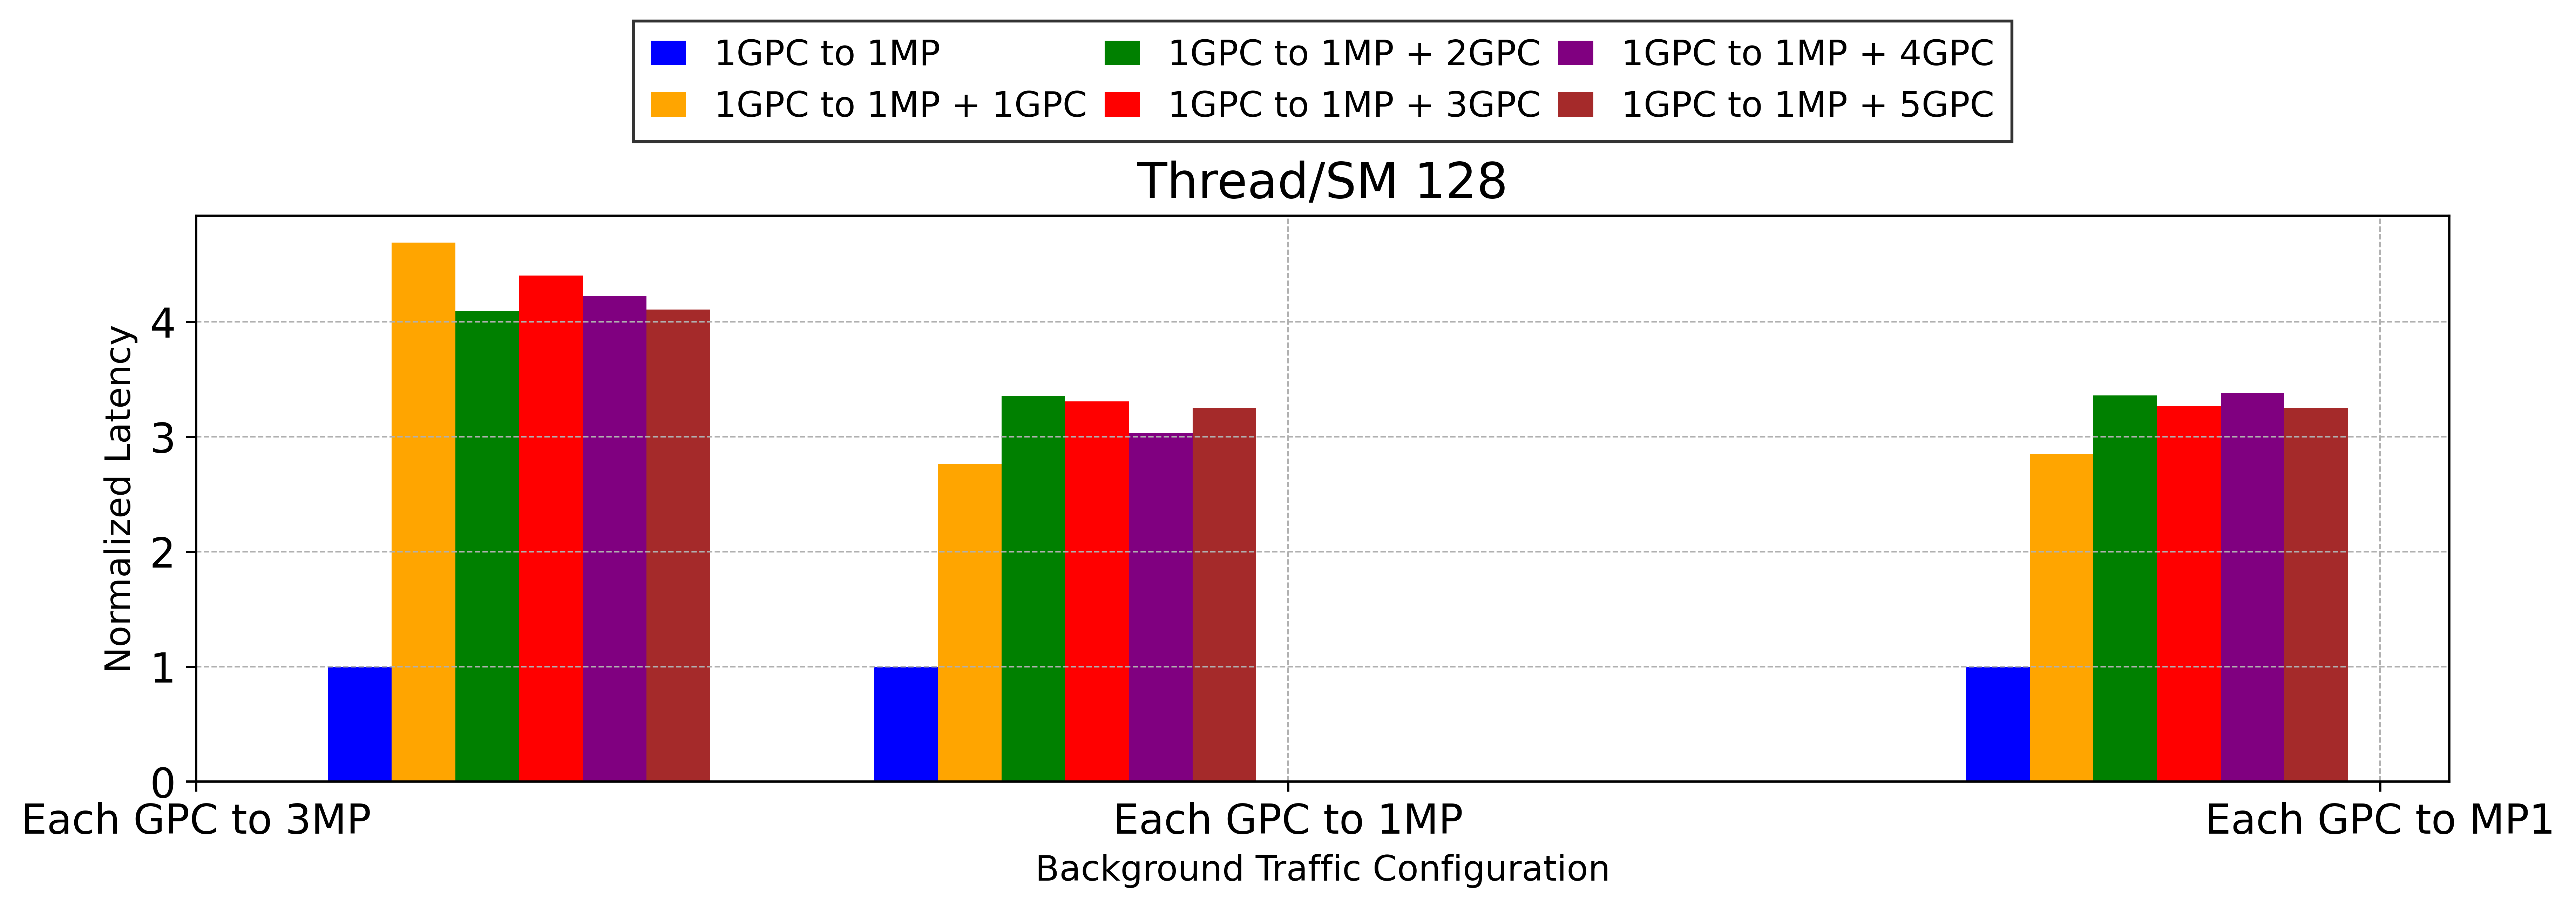 1GPC to 1MP
1GPC to 1MP + 1GPC
1GPC to 1MP + 2GPC
1GPC to 1MP + 3GPC
1GPC to 1MP + 4GPC
1GPC to 1MP + 5GPC
Thread/SM 128
Normalized Latency
4
3
2
1
0
Each GPC to 3MP
Each GPC to 1MP
Each GPC to MP1
Background Traffic Configuration